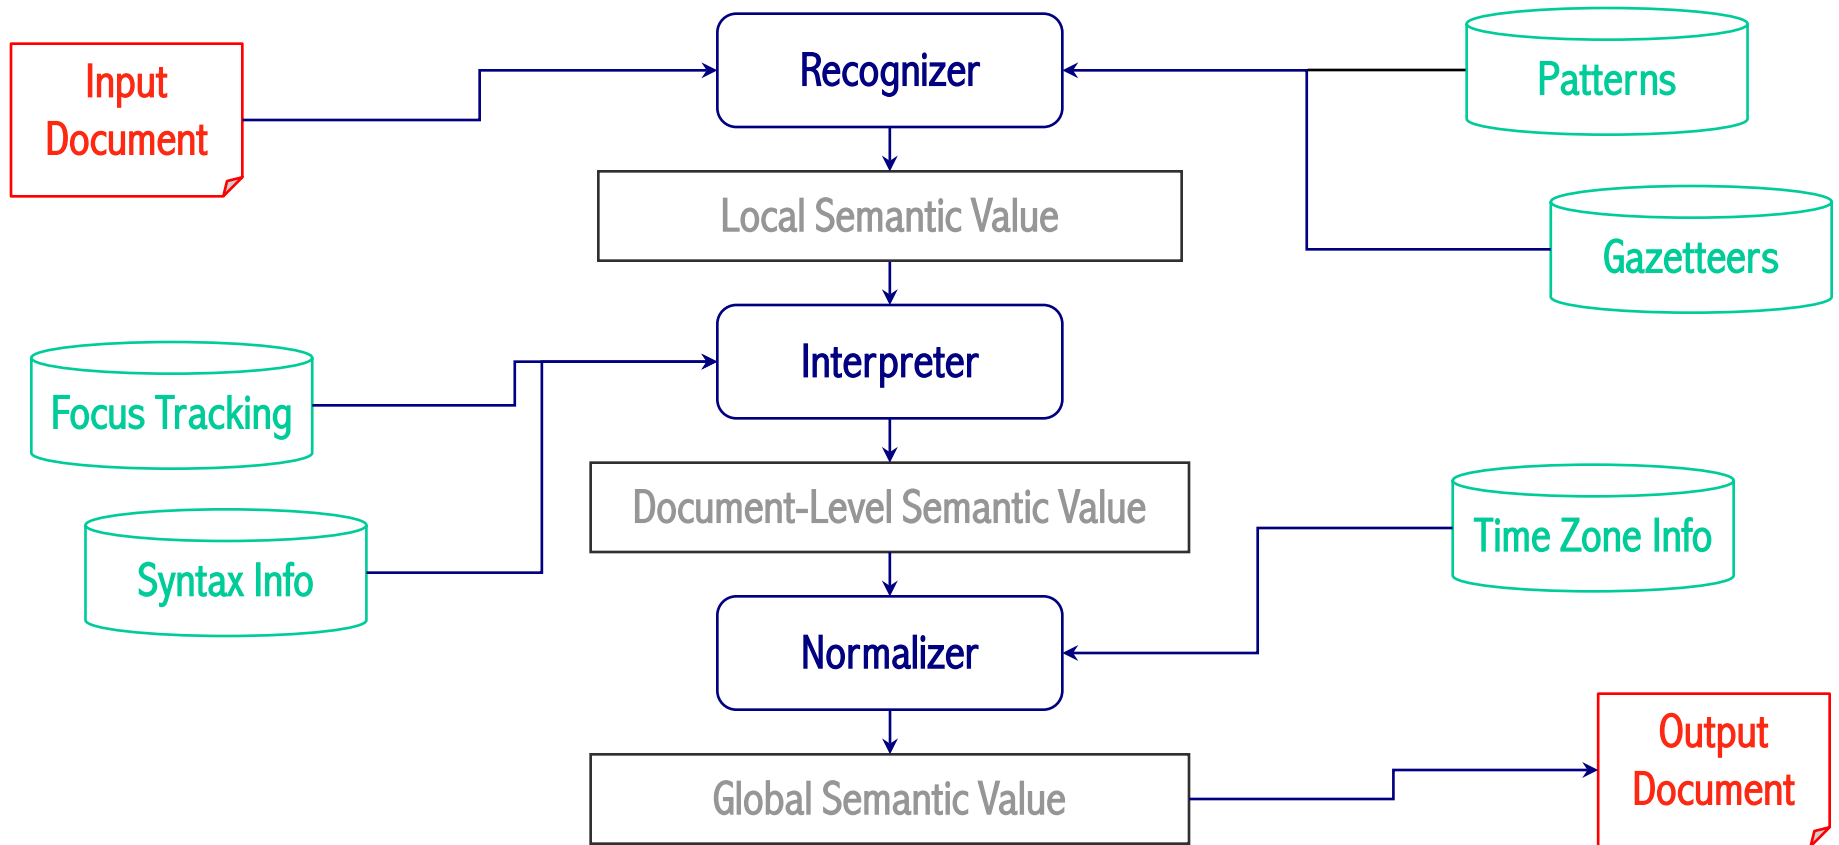 Input
Document
Recognizer
Patterns
Local Semantic Value
Gazetteers
Interpreter
Focus Tracking
Document-Level Semantic Value
Syntax Info
Time Zone Info
Normalizer
Global Semantic Value
Output
Document